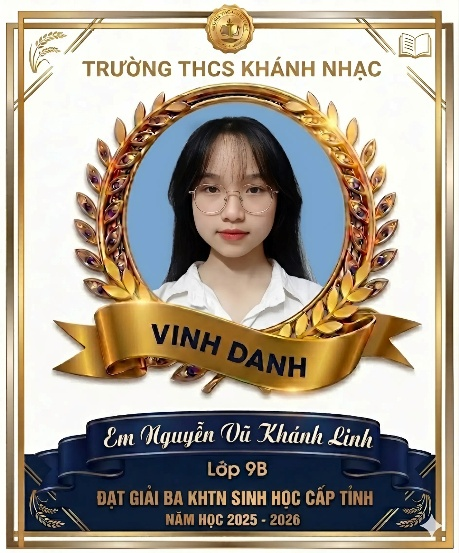 TRƯỜNG THCS KHÁNH NHẠC
VINH DANH
Em Nguyễn Vũ Khánh Linh
Lớp 9B
ĐẠT GIẢI BA KHTN SINH HỌC CẤP TỈNH
NĂM HỌC 2025 - 2026